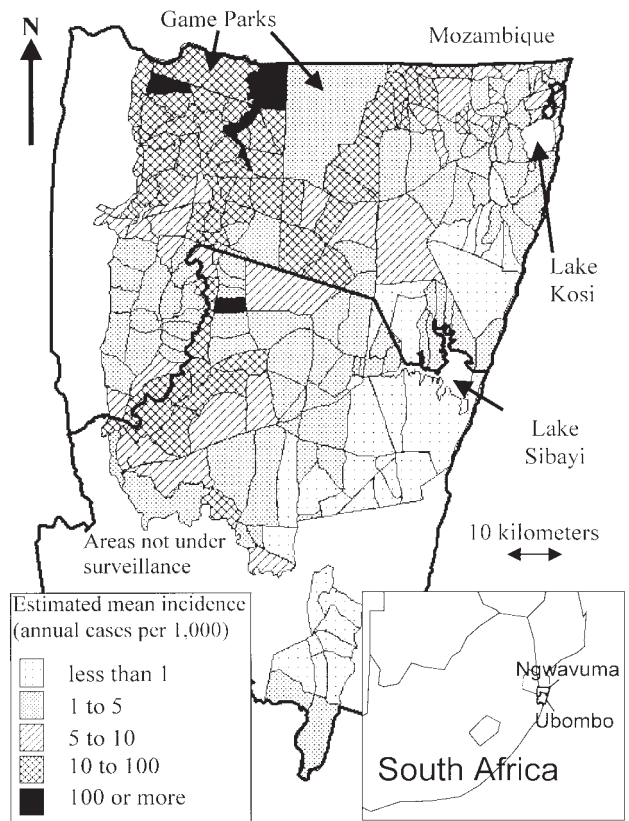 N
Game Parks
Mozambique
Lake
Kosi
Lake
Sibayi
Areas not under
surveillance
10 kilometers
Estimated mean incidence
(annual cases per 1,000)
less than 1
1 to 5
5 to 10
10 to 100
100 or more
Ngwavuma
Ubombo
South Africa